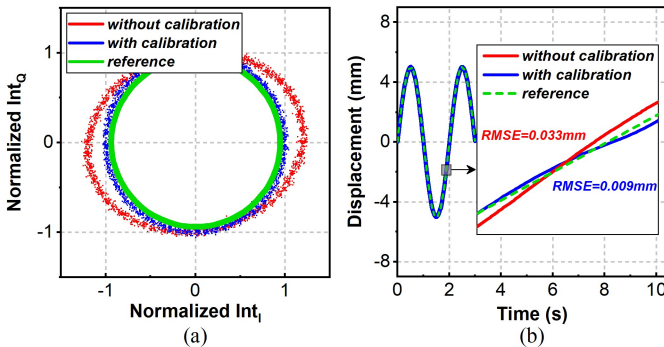 without calibration
with calibration
reference
Normalized Int_Q
1
0
-1
-1
0
1
Normalized Int_I
(a)
without calibration
with calibration
reference
RMSE=0.033mm
RMSE=0.009mm
Displacement (mm)
8
4
0
-4
-8
0
2
4
6
8
10
Time (s)
(b)